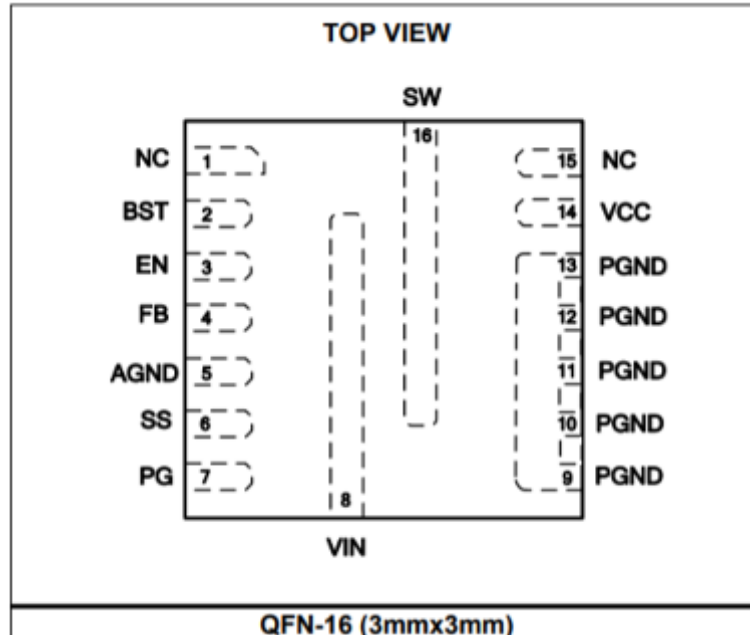 TOP VIEW
SW
16
NC 1
15 NC
BST 2
14 VCC
EN 3
13 PGND
FB 4
12 PGND
AGND 5
11 PGND
SS 6
10 PGND
PG 7
9 PGND
8
VIN
QFN-16 (3mmx3mm)